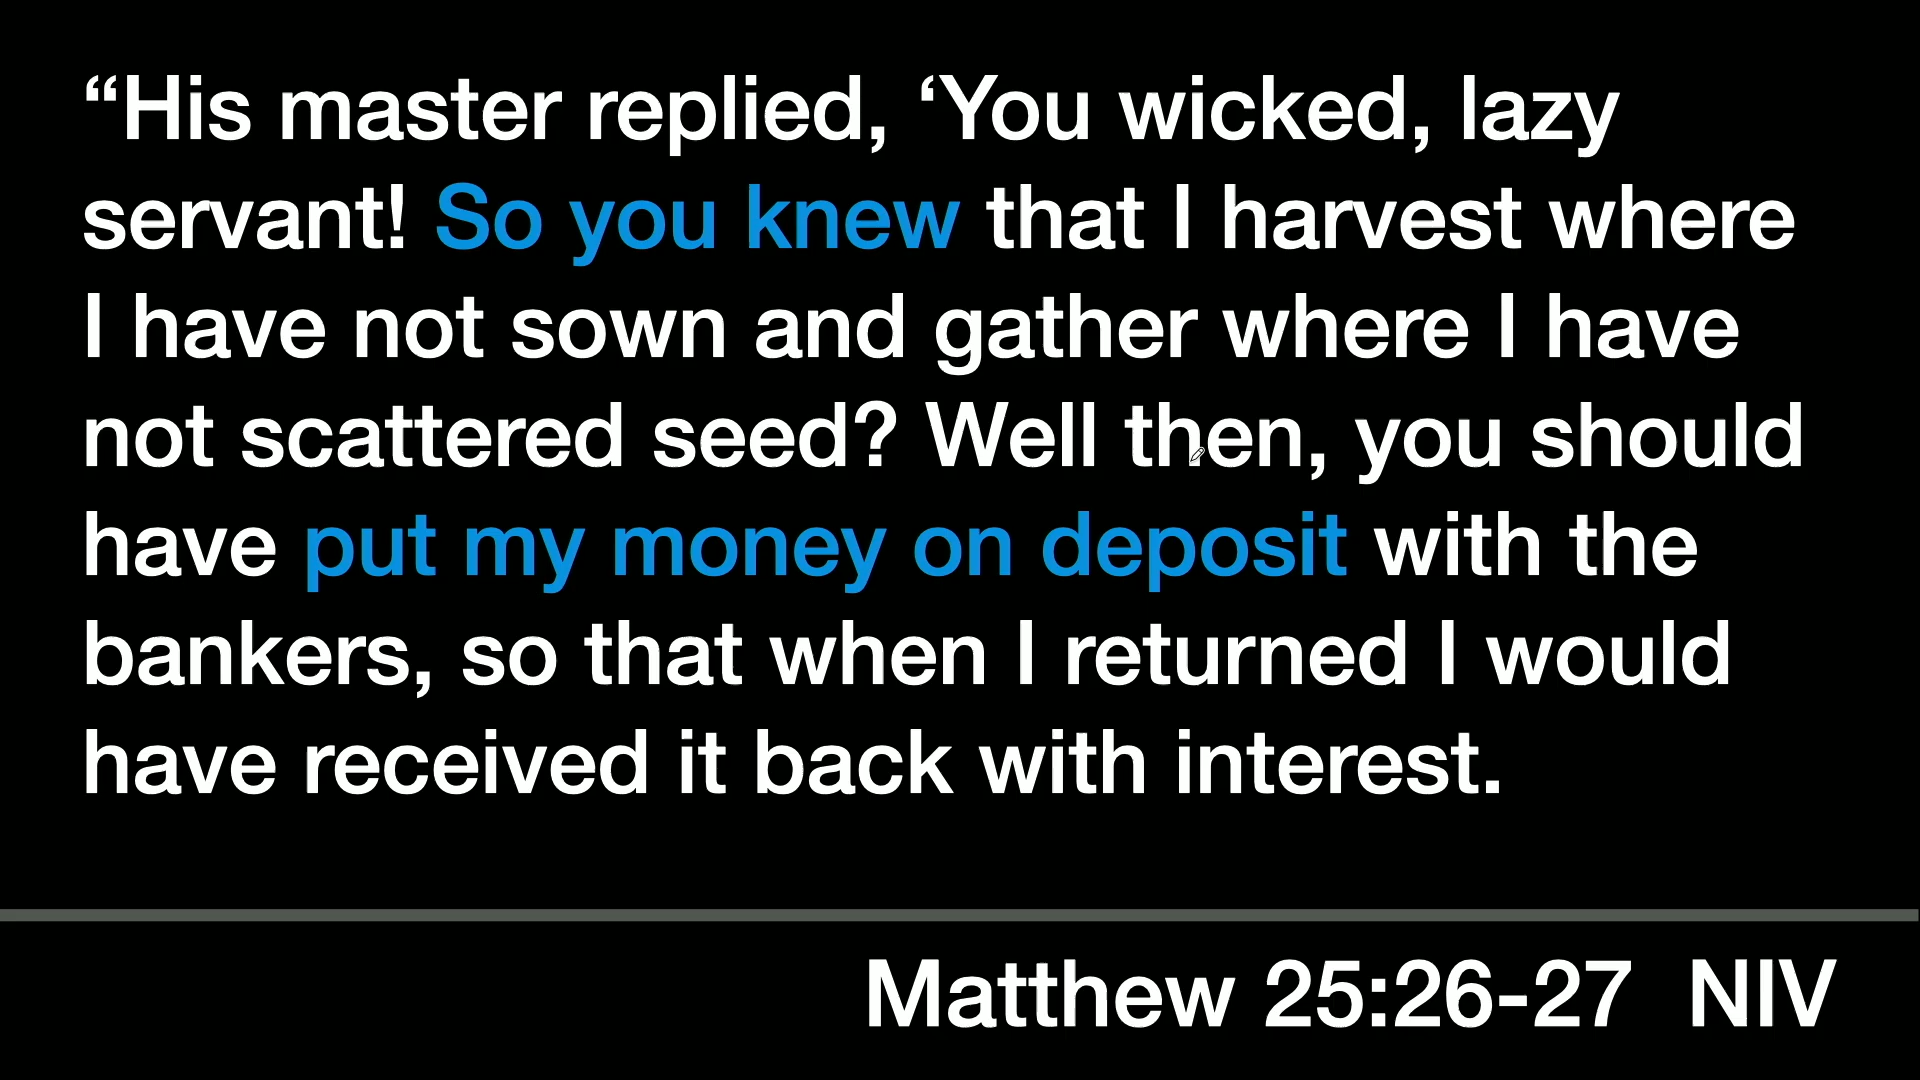 “His master replied, ‘You wicked, lazy
servant! So you knew that I harvest where
I have not sown and gather where I have
not scattered seed? Well then, you should
have put my money on deposit with the
bankers, so that when I returned I would
have received it back with interest.
Matthew 25:26-27 NIV